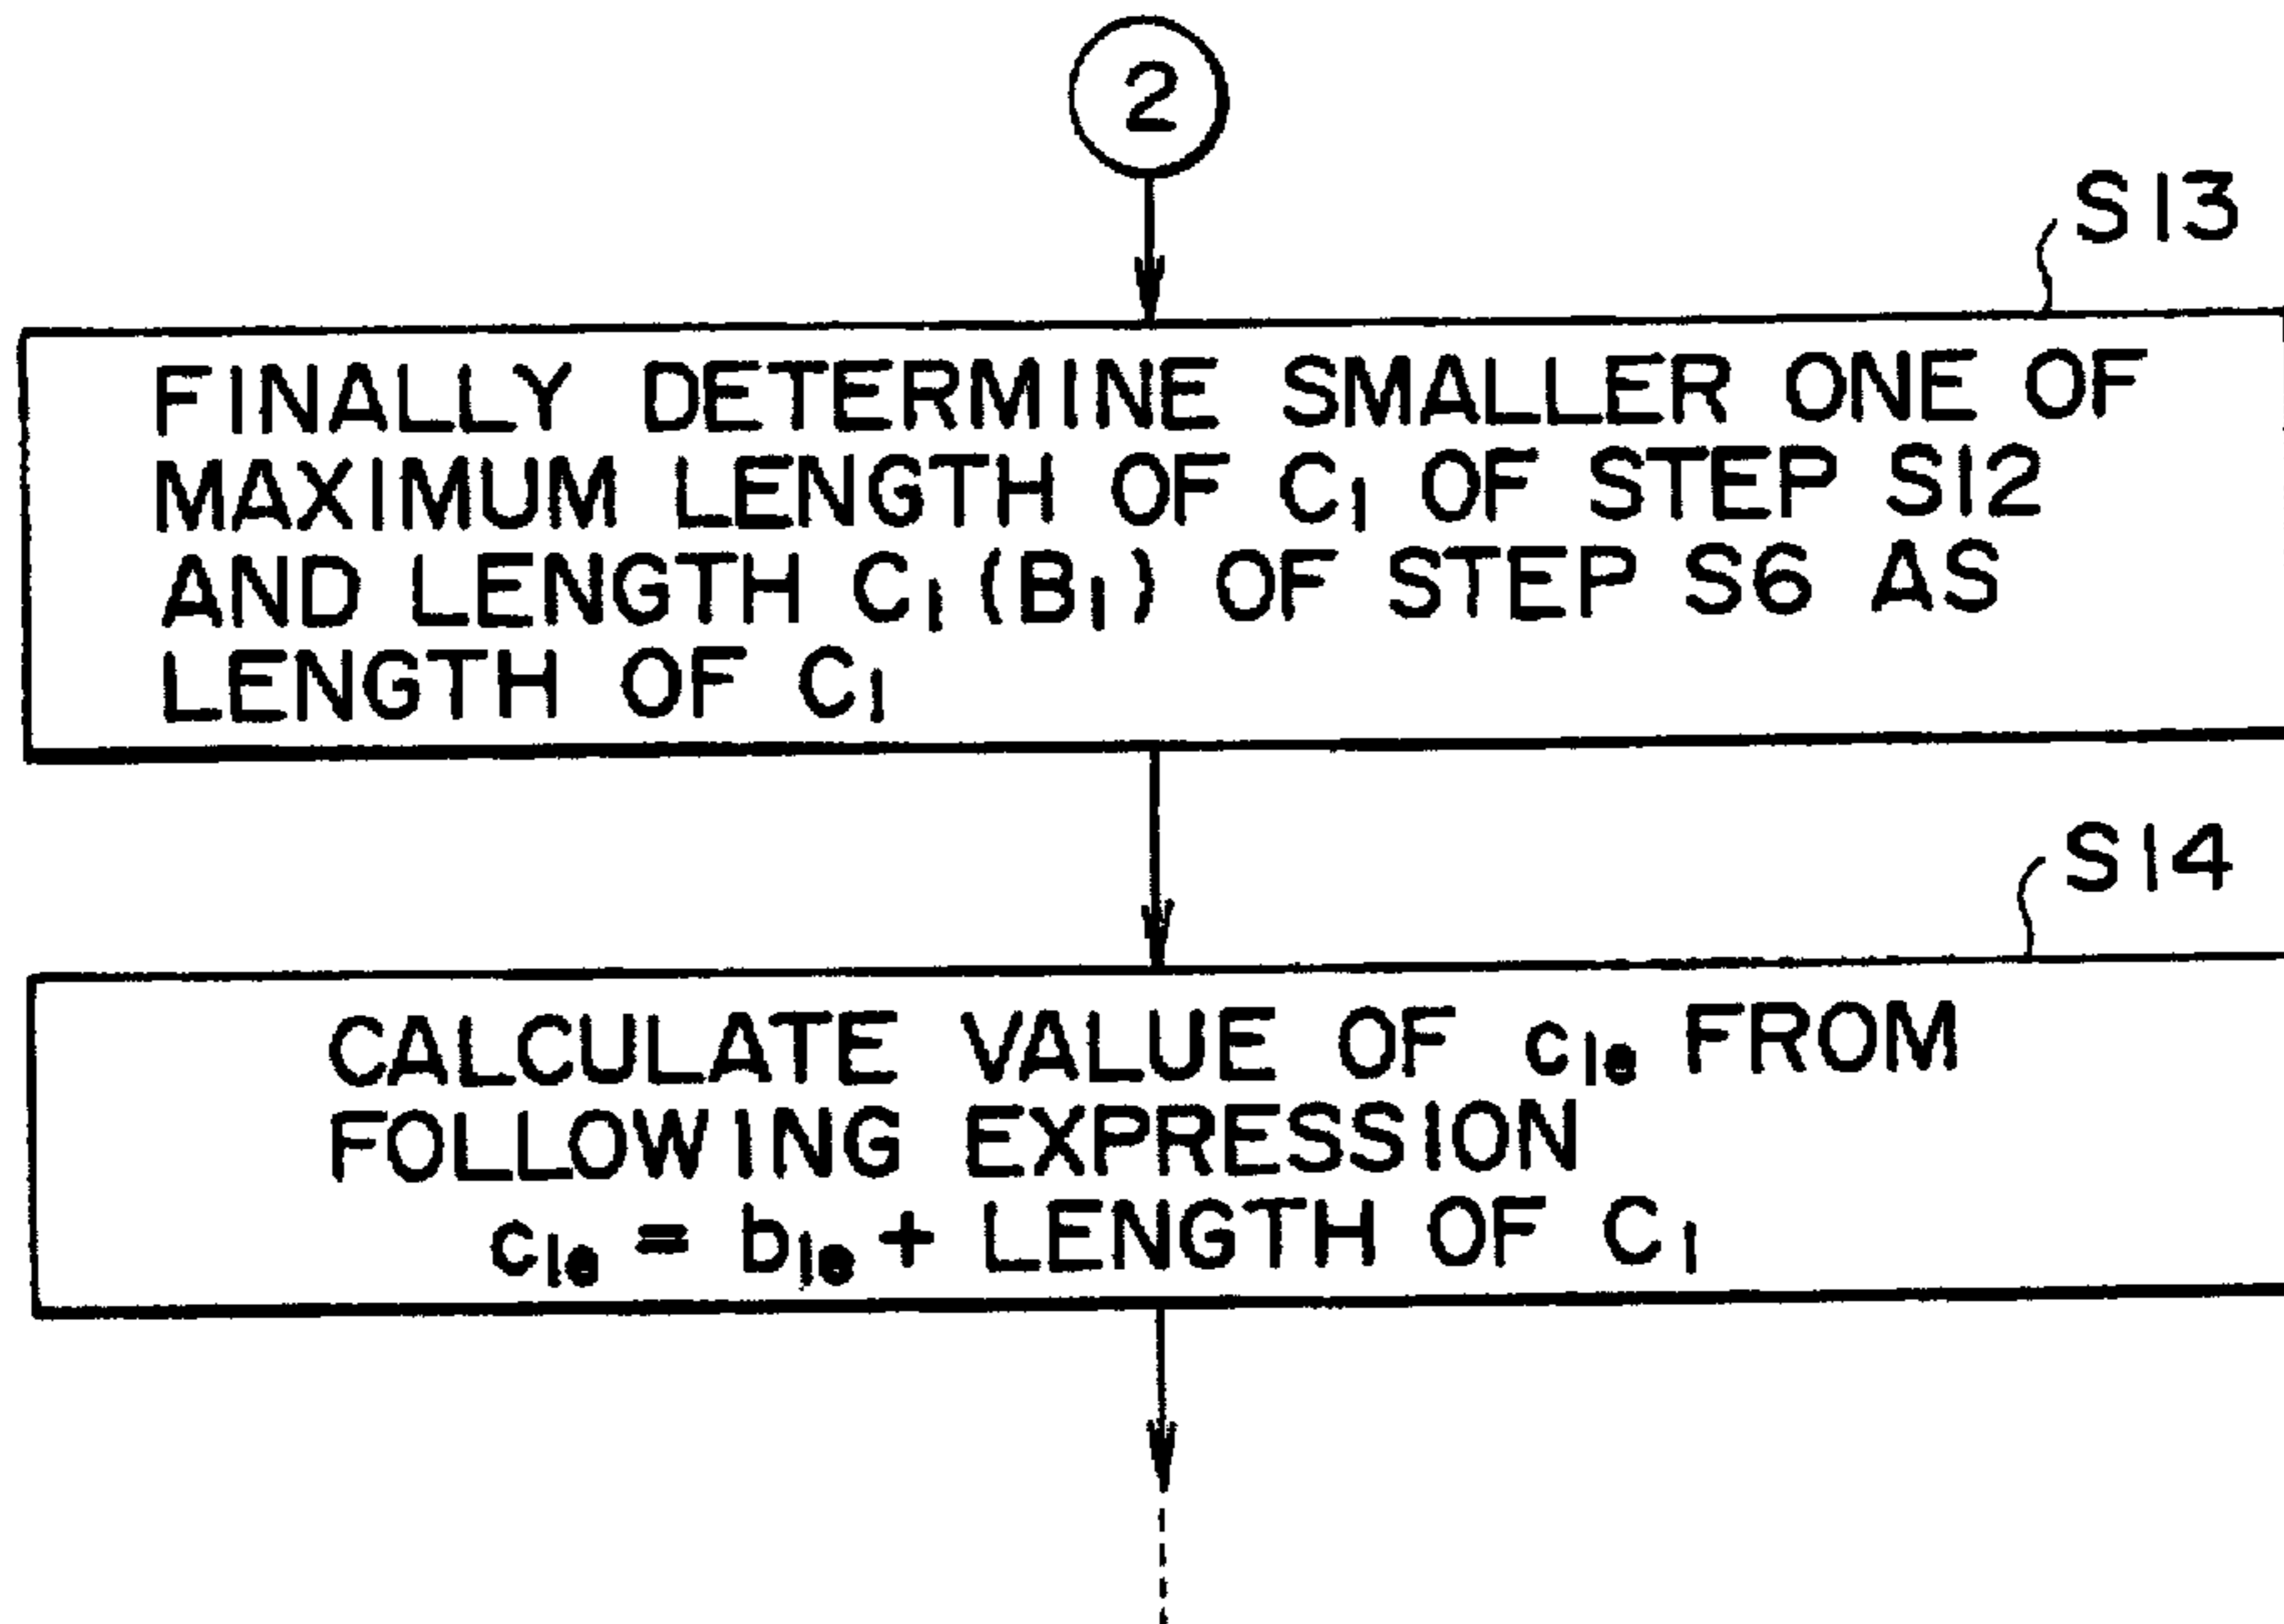 2
S13
FINALLY DETERMINE SMALLER ONE OF
MAXIMUM LENGTH OF C₁ OF STEP S12
AND LENGTH C₁(B₁) OF STEP S6 AS
LENGTH OF C₁
S14
CALCULATE VALUE OF c₁ₑ FROM
FOLLOWING EXPRESSION
c₁ₑ = b₁ₑ + LENGTH OF C₁